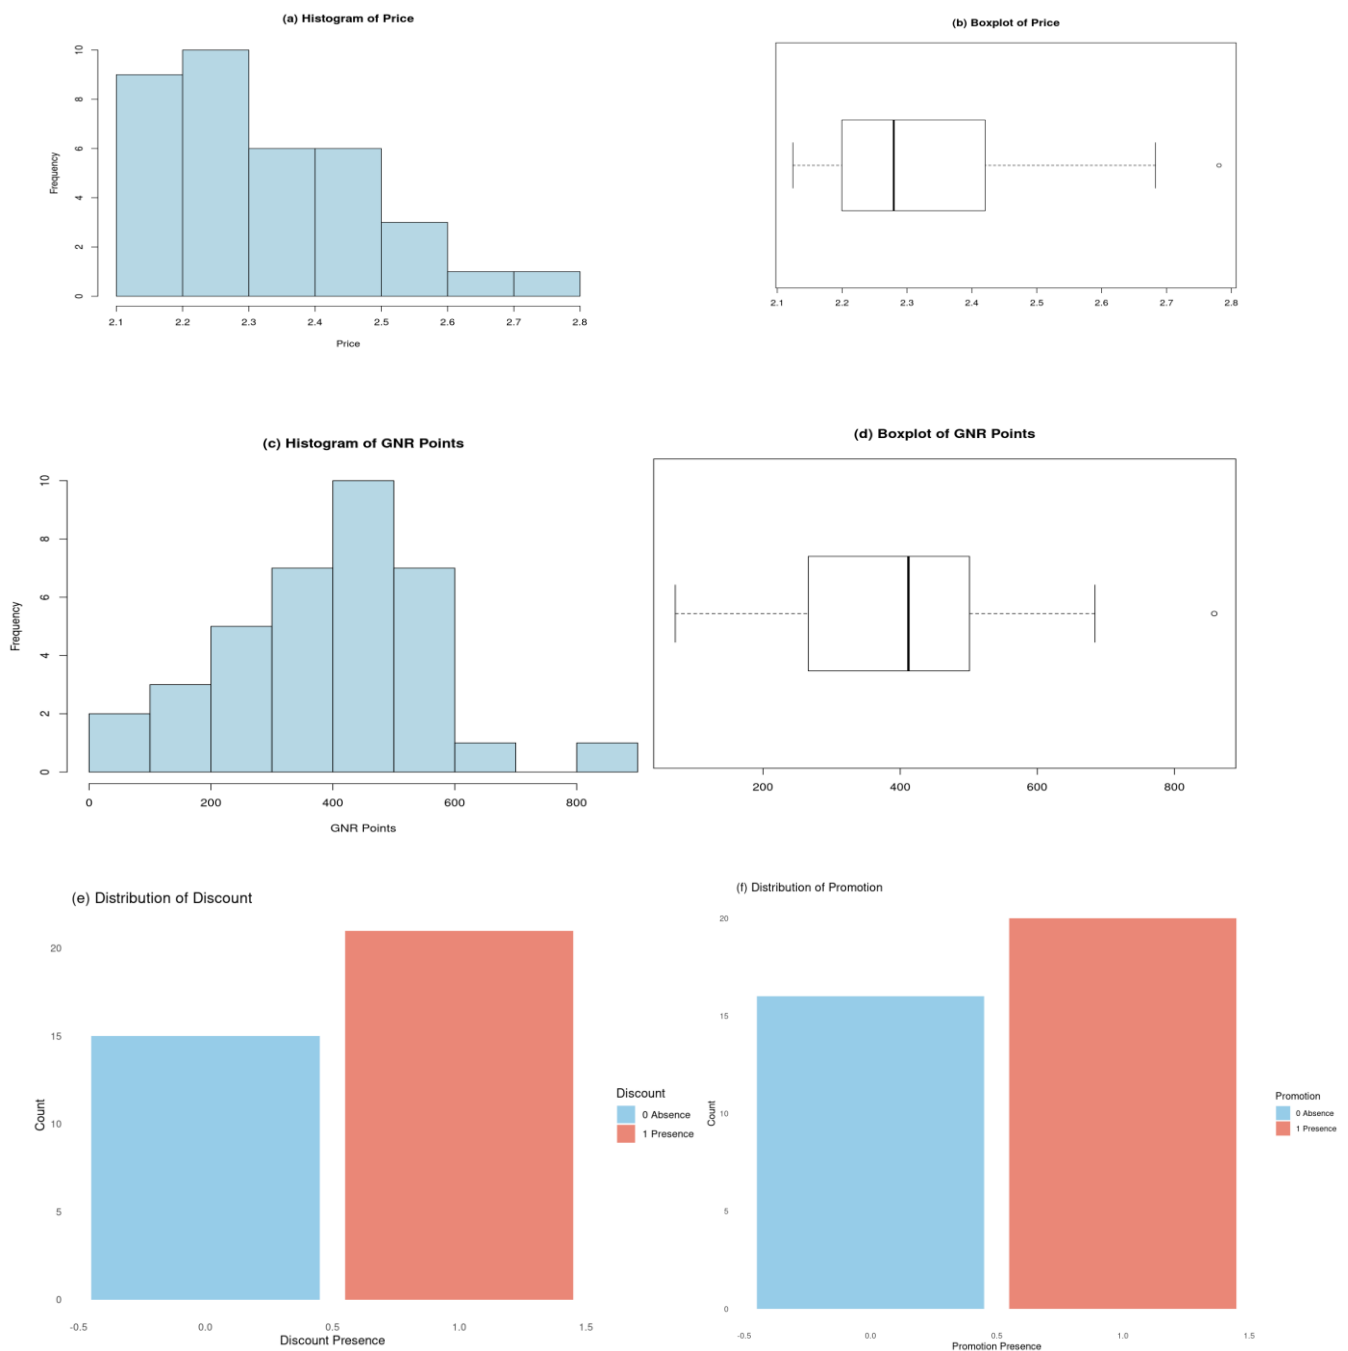 (a) Histogram of Price
Frequency
0 2 4 6 8 10
2.1 2.2 2.3 2.4 2.5 2.6 2.7 2.8
Price
(b) Boxplot of Price
2.1 2.2 2.3 2.4 2.5 2.6 2.7 2.8
(c) Histogram of GNR Points
Frequency
0 2 4 6 8 10
0 200 400 600 800
GNR Points
(d) Boxplot of GNR Points
200 400 600 800
(e) Distribution of Discount
Count
20
15
10
5
0
-0.5 0.0 0.5 1.0 1.5
Discount Presence
Discount
0 Absence
1 Presence
(f) Distribution of Promotion
Count
20
15
10
5
0
-0.5 0.0 0.5 1.0 1.5
Promotion Presence
Promotion
0 Absence
1 Presence